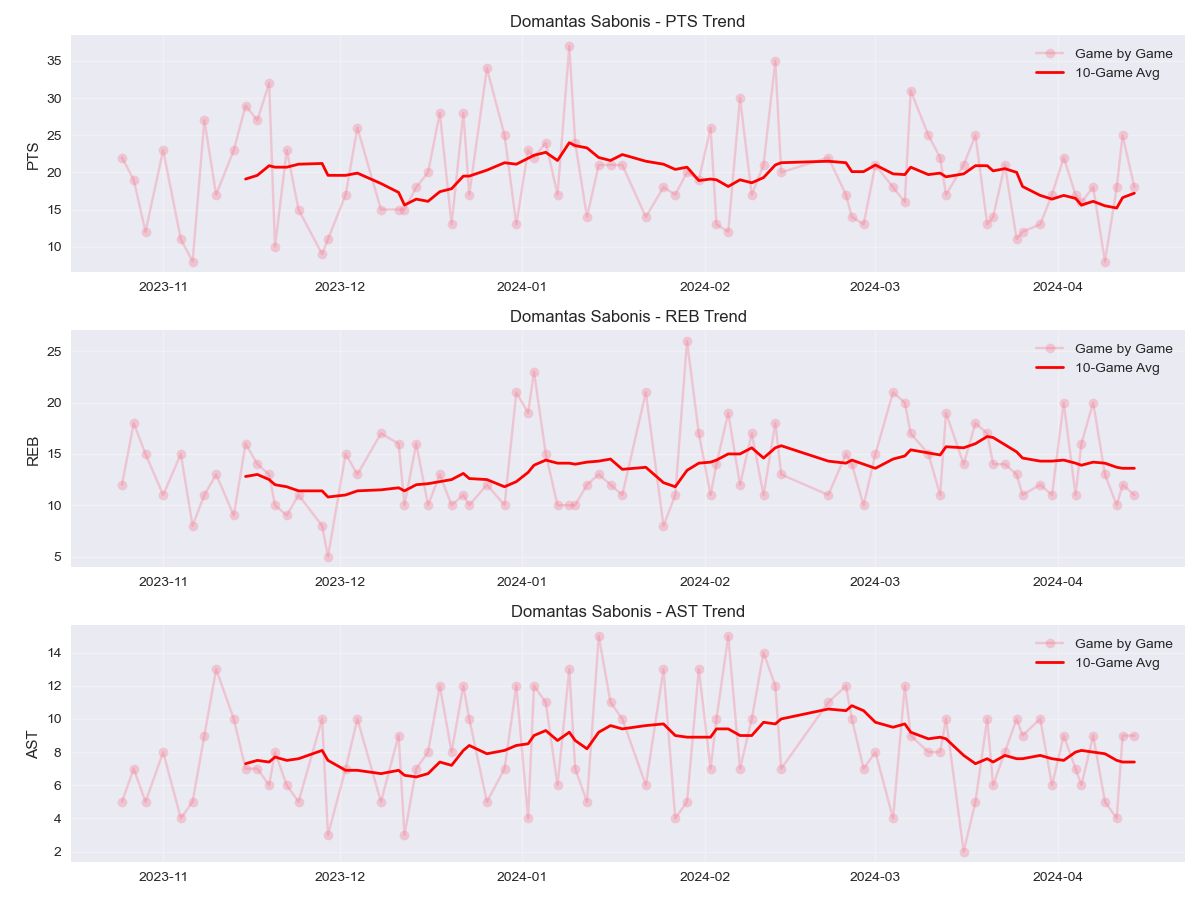 Domantas Sabonis - PTS Trend
PTS
35
30
25
20
15
10
Game by Game
10-Game Avg
2023-11 2023-12 2024-01 2024-02 2024-03 2024-04
Domantas Sabonis - REB Trend
REB
25
20
15
10
5
Game by Game
10-Game Avg
2023-11 2023-12 2024-01 2024-02 2024-03 2024-04
Domantas Sabonis - AST Trend
AST
14
12
10
8
6
4
2
Game by Game
10-Game Avg
2023-11 2023-12 2024-01 2024-02 2024-03 2024-04